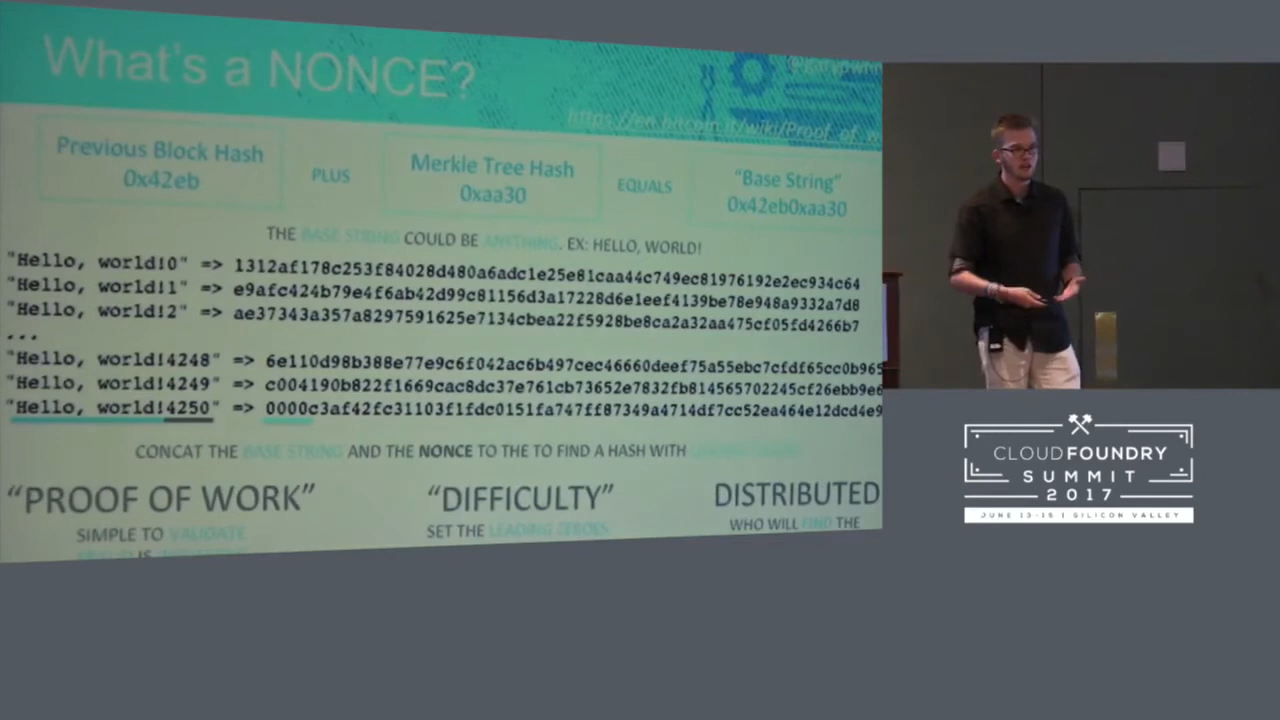 What's a NONCE?
Previous Block Hash
0x42eb
PLUS
Merkle Tree Hash
0xaa30
EQUALS
"Base String"
0x42eb0xaa30
THE BASE STRING COULD BE ANYTHING. EX: HELLO, WORLD!
"Hello, world!0" => 1312af178c253f84028d480a6adc1e25e81caa44c749ec81976192e2ec934c64
"Hello, world!1" => e9afc424b79e4f6ab42d99c81156d3a17228d6e1eef4139be78e948a9332a7d8
"Hello, world!2" => ae37343a357a8297591625e7134cbea22f5928be8ca2a32aa475cf05fd4266b7
...
"Hello, world!4248" => 6e110d98b388e77e9c6f042ac6b497cec46660deef75a55ebc7cfdf65cc0b965
"Hello, world!4249" => c004190b822f1669cac8dc37e761cb73652e7832fb814565702245cf26ebb9e6
"Hello, world!4250" => 0000c3af42fc31103f1fdc0151fa747ff87349a4714df7cc52ea464e12dcd4e9
CONCAT THE BASE STRING AND THE NONCE TO THE TO FIND A HASH WITH
"PROOF OF WORK"
SIMPLE TO VALIDATE
IS
"DIFFICULTY"
SET THE LEADING ZEROES
DISTRIBUTED
WHO WILL FIND THE
CLOUD FOUNDRY
SUMMIT
2017
JUNE 13-15 | SILICON VALLEY